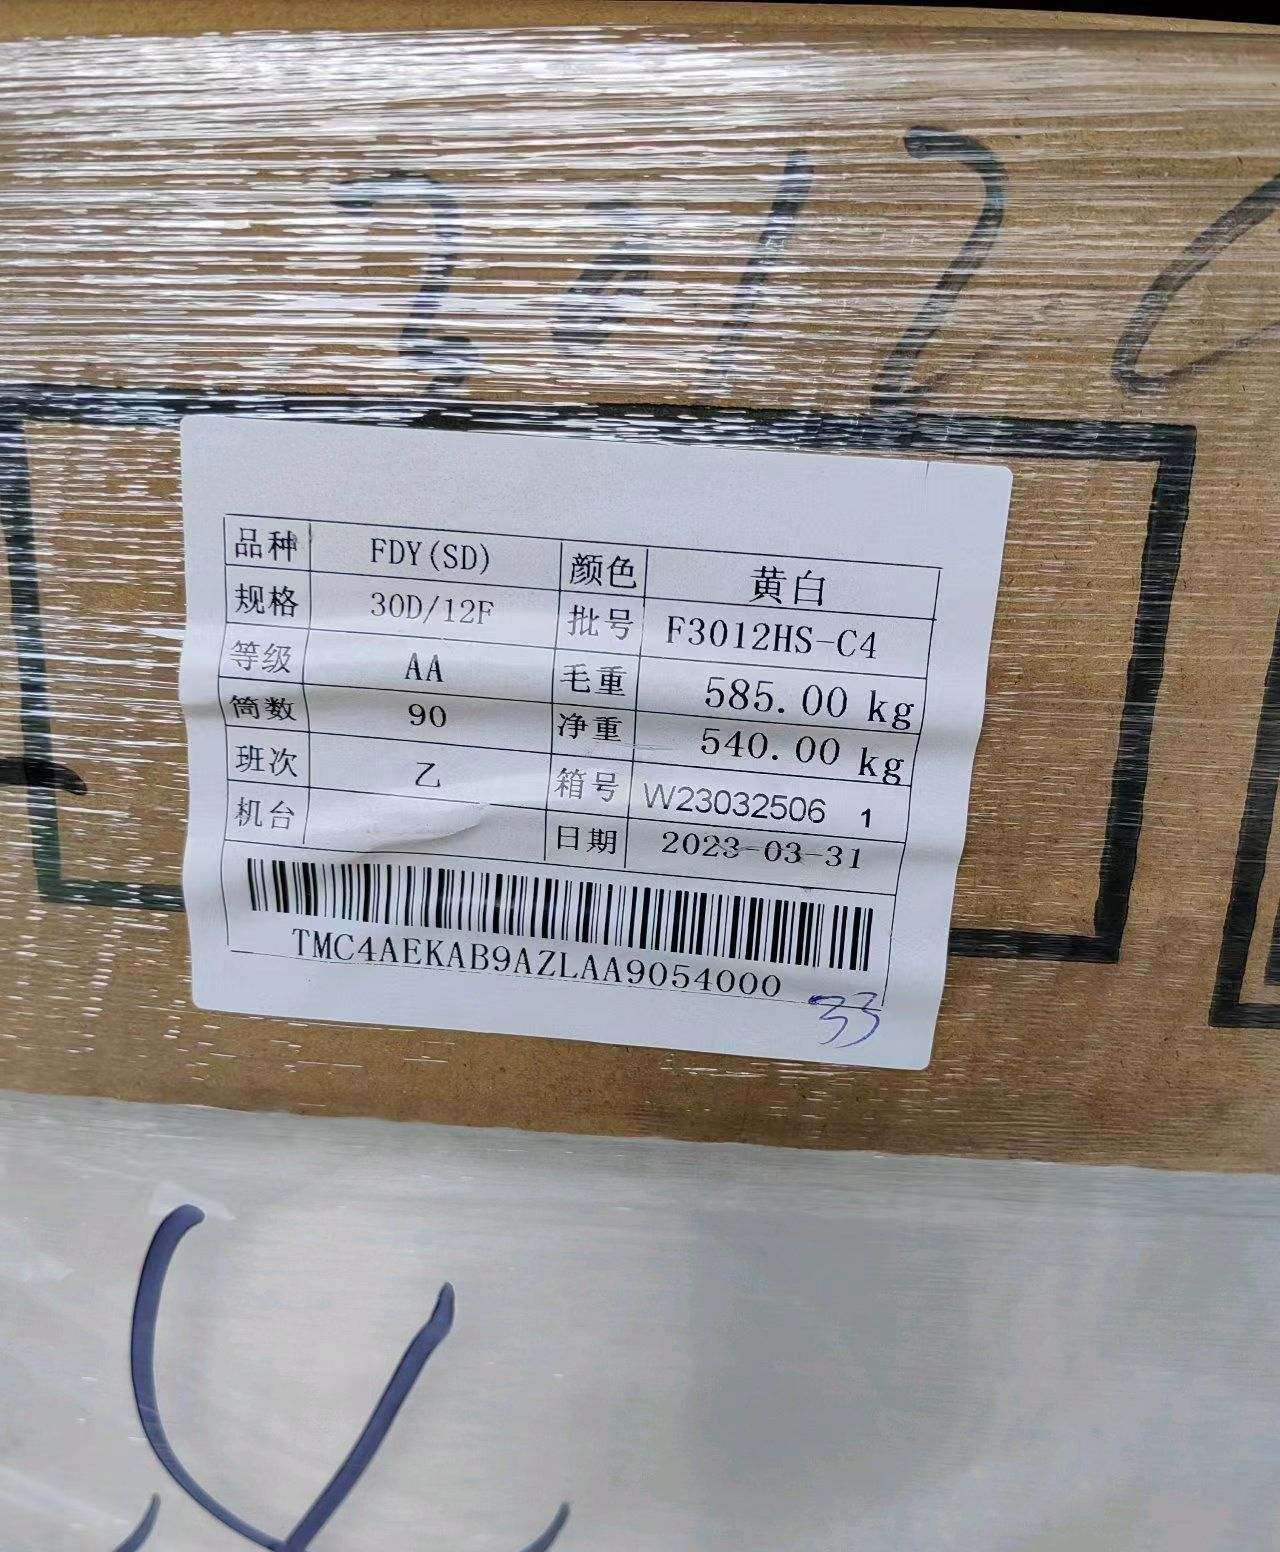 品种 FDY(SD) 颜色 黄白
规格 30D/12F 批号 F3012HS-C4
等级 AA 毛重 585.00 kg
筒数 90 净重 540.00 kg
班次 乙 箱号 W23032506 1
机台 日期 2023-03-31
TMC4AEKAB9AZLAA9054000
33